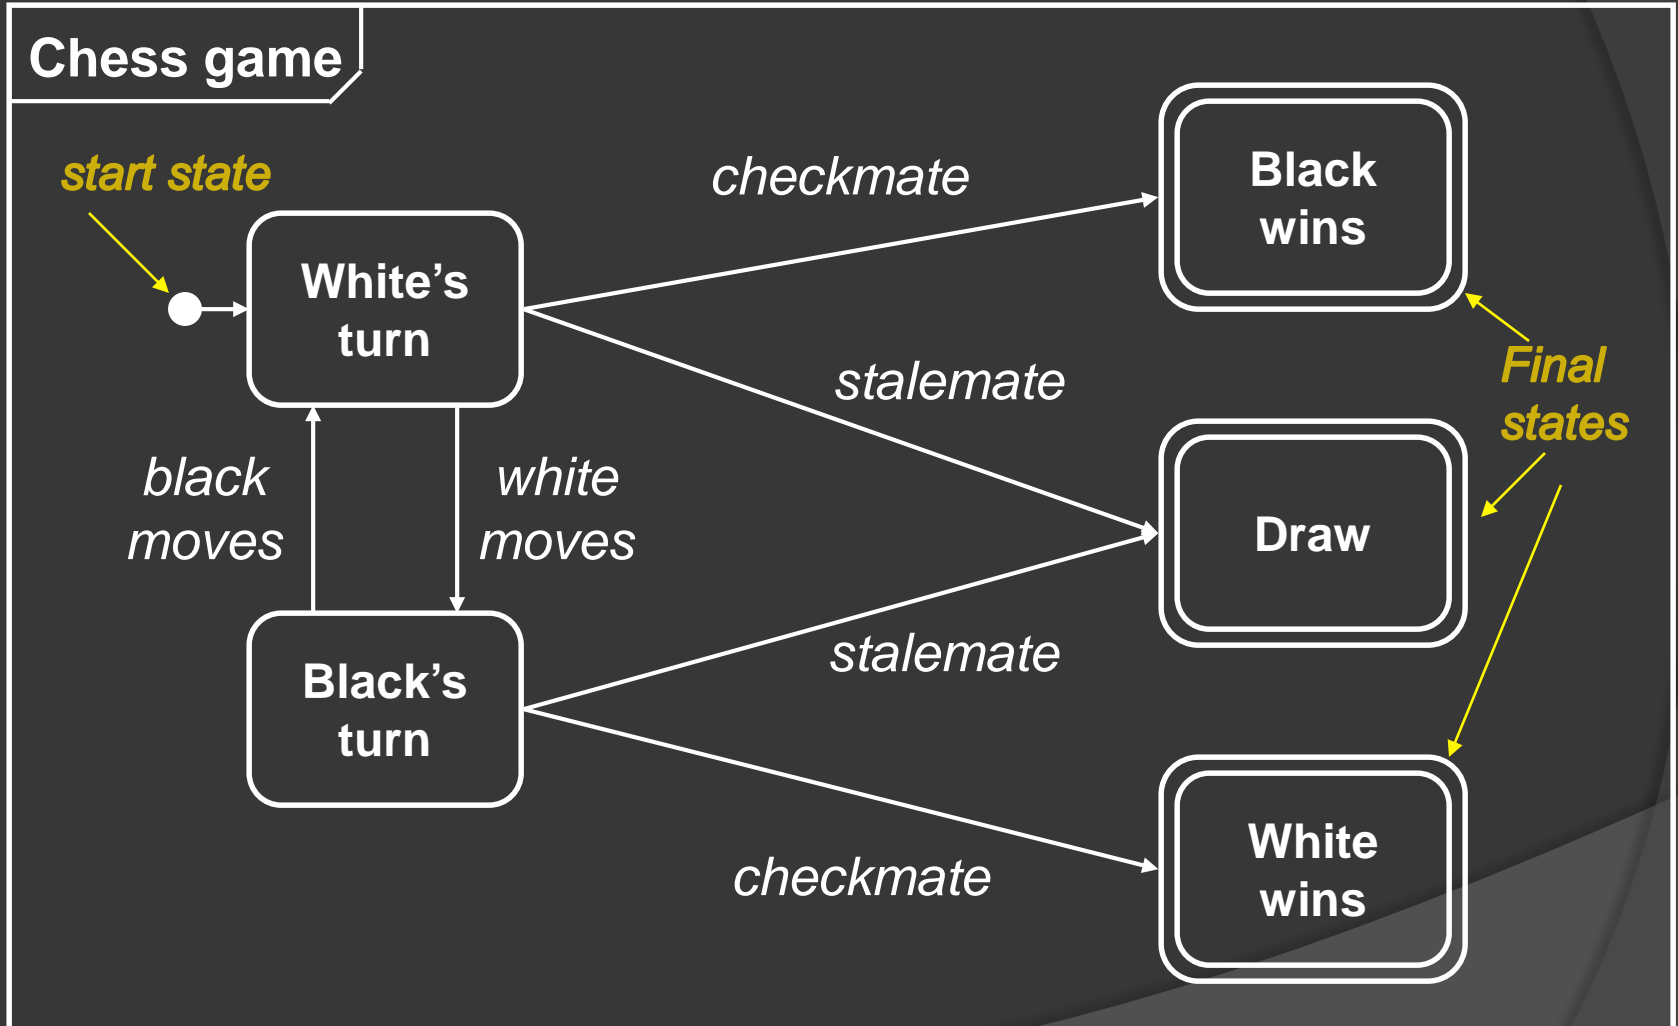 Chess game
start state
checkmate
Black
wins
White's
turn
stalemate
Final
states
black
moves
white
moves
Draw
stalemate
Black's
turn
checkmate
White
wins